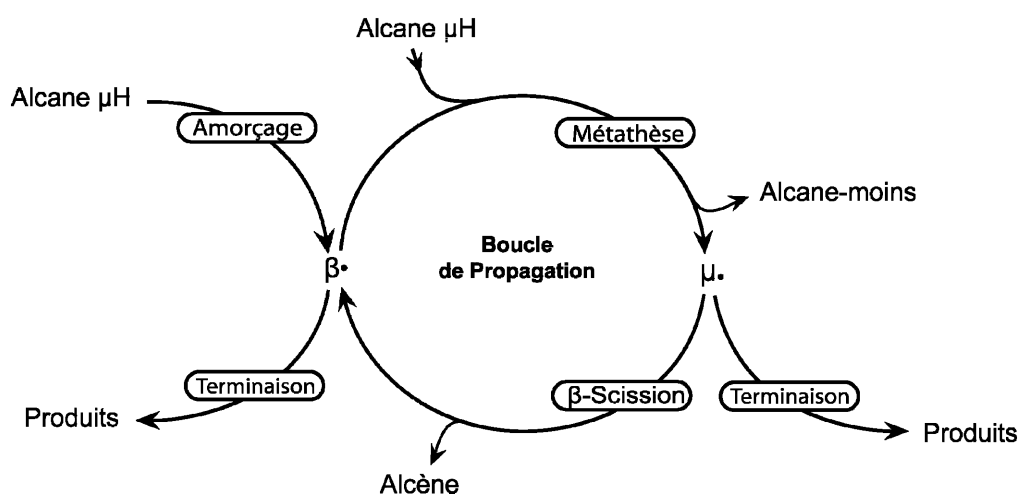 Alcane μH
Alcane μH
Amorçage
Métathèse
Alcane-moins
Boucle
de Propagation
β•
μ•
Terminaison
β-Scission
Terminaison
Produits
Produits
Alcène